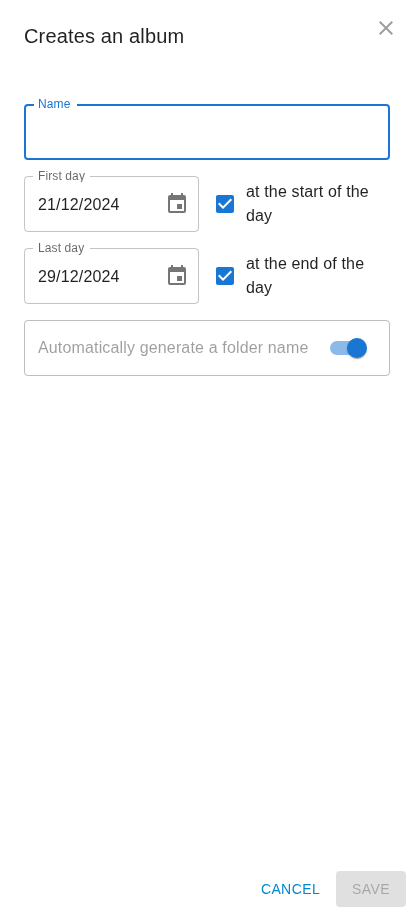 Creates an album
Name
First day
21/12/2024
at the start of the
day
Last day
29/12/2024
at the end of the
day
Automatically generate a folder name
CANCEL
SAVE